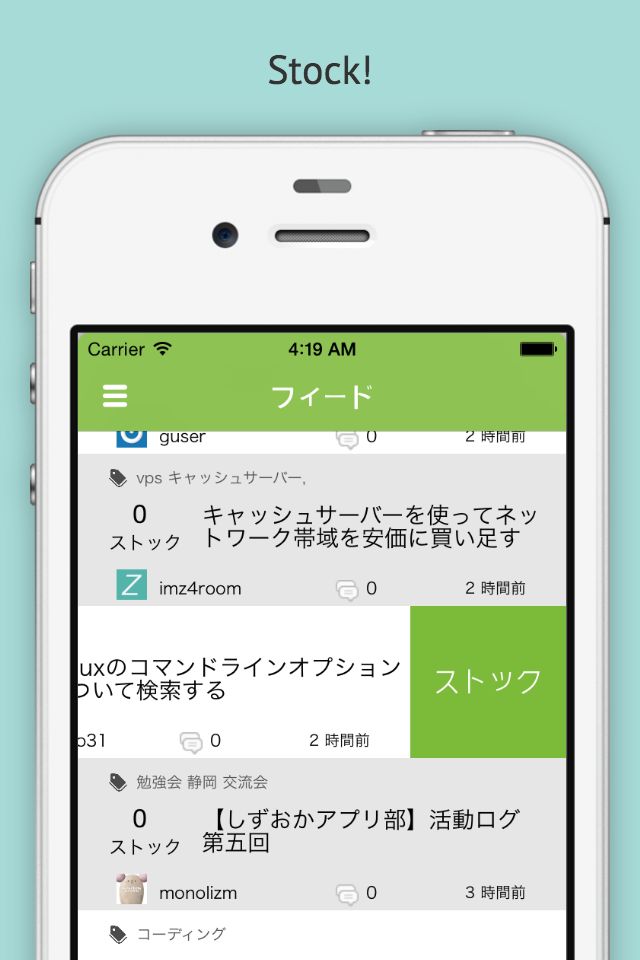 Stock!
Carrier 4:19 AM
フィード
guser 0 2 時間前
vps キャッシュサーバー,
0
ストック
キャッシュサーバーを使ってネッ
トワーク帯域を安価に買い足す
imz4room 0 2 時間前
uxのコマンドラインオプション
ついて検索する
ストック
o31 0 2 時間前
勉強会 静岡 交流会
0
ストック
【しずおかアプリ部】活動ログ
第五回
monolizm 0 3 時間前
コーディング